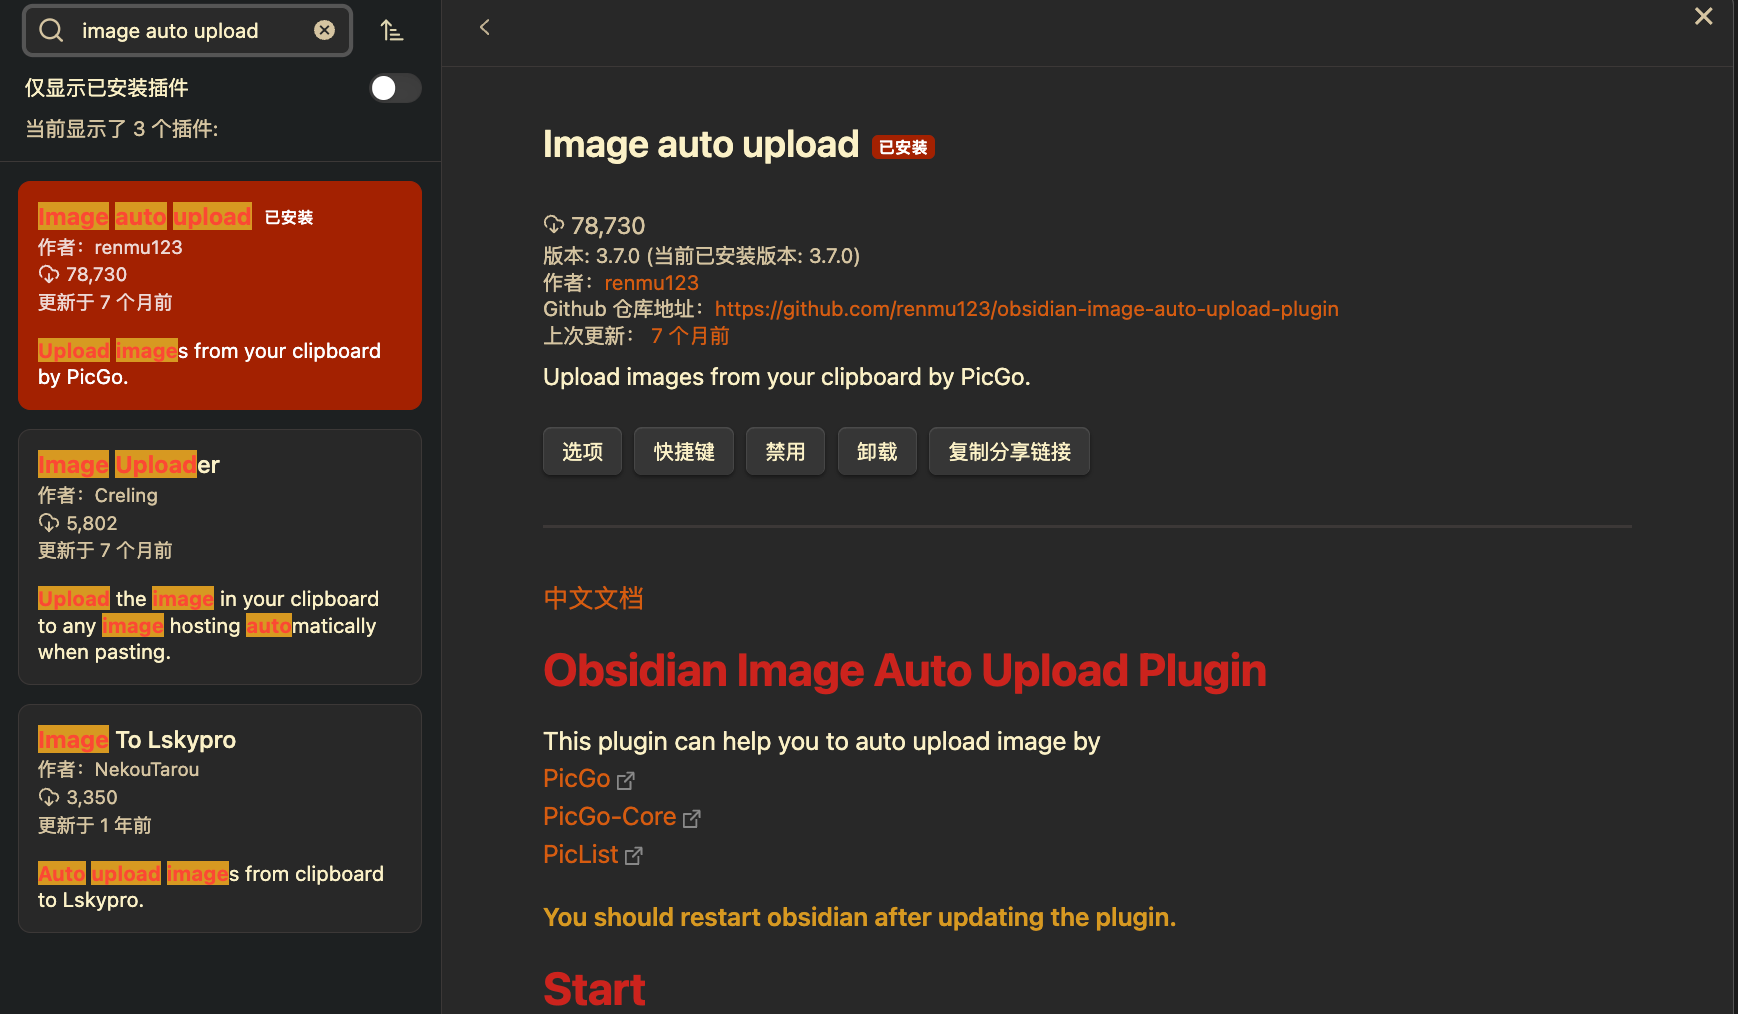 image auto upload
仅显示已安装插件
当前显示了 3 个插件:
Image auto upload 已安装
作者：renmu123
78,730
更新于 7 个月前
Upload images from your clipboard
by PicGo.
Image Uploader
作者：Creling
5,802
更新于 7 个月前
Upload the image in your clipboard
to any image hosting automatically
when pasting.
Image To Lskypro
作者：NekouTarou
3,350
更新于 1 年前
Auto upload images from clipboard
to Lskypro.
Image auto upload 已安装
78,730
版本: 3.7.0 (当前已安装版本: 3.7.0)
作者：renmu123
Github 仓库地址：https://github.com/renmu123/obsidian-image-auto-upload-plugin
上次更新： 7 个月前
Upload images from your clipboard by PicGo.
选项 快捷键 禁用 卸载 复制分享链接
中文文档
Obsidian Image Auto Upload Plugin
This plugin can help you to auto upload image by
PicGo
PicGo-Core
PicList
You should restart obsidian after updating the plugin.
Start